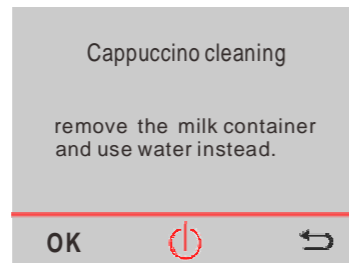 Cappuccino cleaning
remove the milk container
and use water instead.
OK